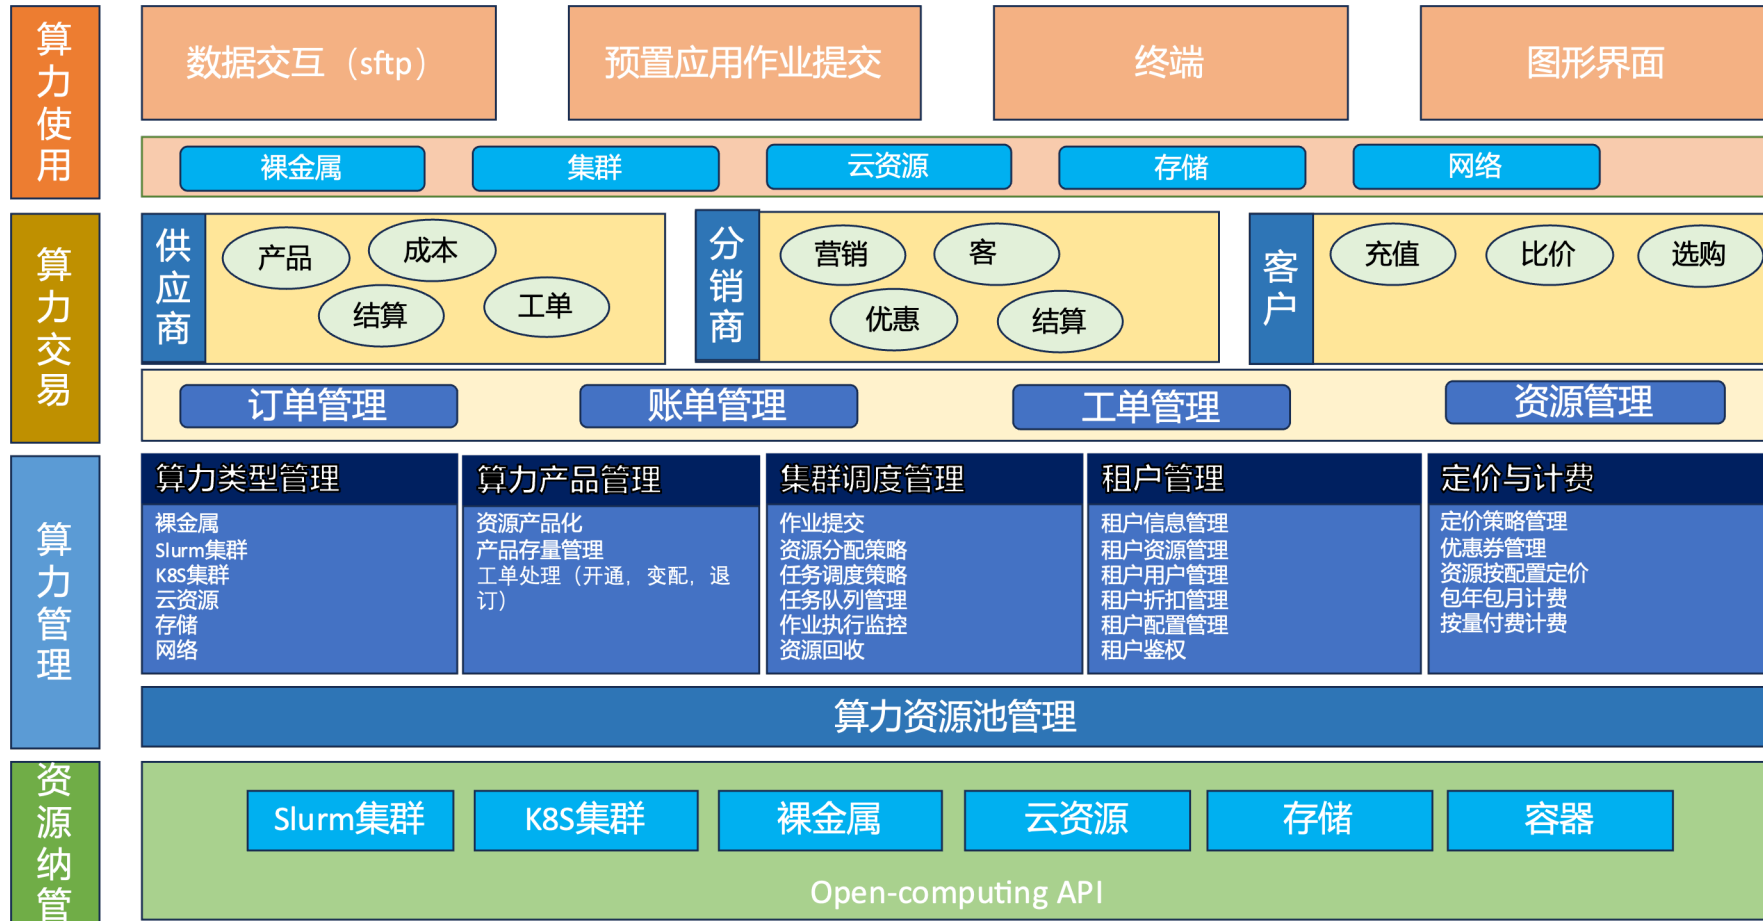 算力使用
数据交互（sftp）
预置应用作业提交
终端
图形界面
裸金属
集群
云资源
存储
网络
算力交易
供应商
产品
成本
结算
工单
分销商
营销
客
优惠
结算
客户
充值
比价
选购
订单管理
账单管理
工单管理
资源管理
算力管理
算力类型管理
裸金属
Slurm集群
K8S集群
云资源
存储
网络
算力产品管理
资源产品化
产品存量管理
工单处理（开通，变配，退
订）
集群调度管理
作业提交
资源分配策略
任务调度策略
任务队列管理
作业执行监控
资源回收
租户管理
租户信息管理
租户资源管理
租户用户管理
租户折扣管理
租户配置管理
租户鉴权
定价与计费
定价策略管理
优惠券管理
资源按配置定价
包年包月计费
按量付费计费
算力资源池管理
资源纳管
Slurm集群
K8S集群
裸金属
云资源
存储
容器
Open-computing API